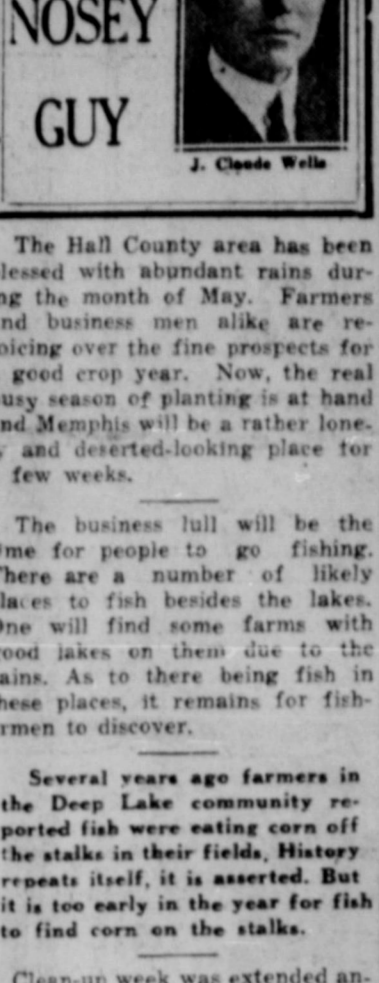 NOSEY
GUY
J. Claude Wells
The Hall County area has been
lessed with abundant rains dur-
ng the month of May. Farmers
nd business men alike are re-
oicing over the fine prospects for
good crop year. Now, the real
usy season of planting is at hand
nd Memphis will be a rather lone-
y and deserted-looking place for
few weeks.
The business lull will be the
ime for people to go fishing.
here are a number of likely
laces to fish besides the lakes.
One will find some farms with
ood lakes on them due to the
ains. As to there being fish in
hese places, it remains for fish-
rmen to discover.
Several years ago farmers in
the Deep Lake community re-
ported fish were eating corn off
the stalks in their fields, History
repeats itself, it is asserted. But
it is too early in the year for fish
to find corn on the stalks.
Clean-up week was extended an-